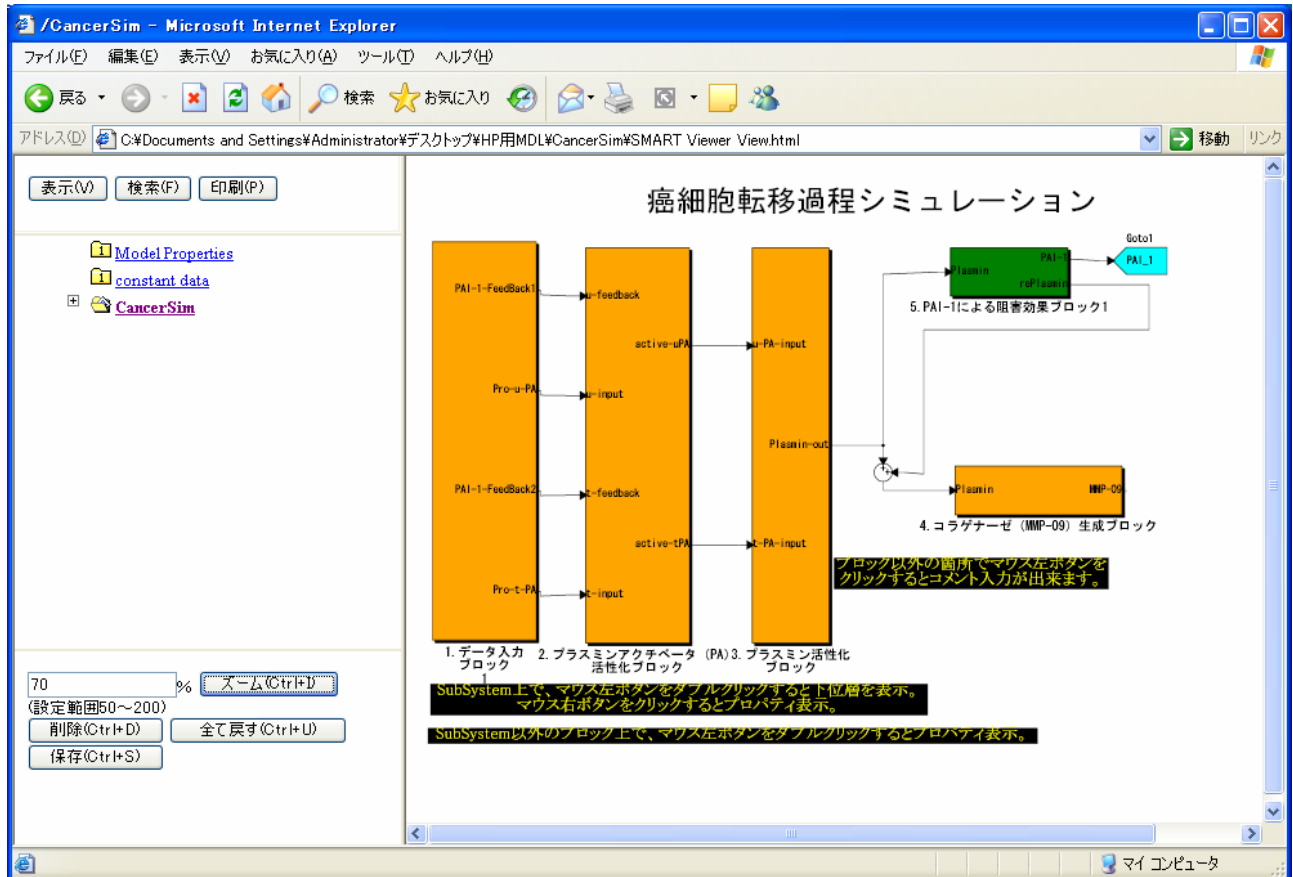 /CancerSim - Microsoft Internet Explorer
ファイル(F) 編集(E) 表示(V) お気に入り(A) ツール(T) ヘルプ(H)
戻る 検索 お気に入り
アドレス(D) C:¥Documents and Settings¥Administrator¥デスクトップ¥HP用MDL¥CancerSim¥SMART Viewer View.html 移動 リンク
表示(V) 検索(F) 印刷(P)
Model Properties
constant data
CancerSim
70 % ズーム(Ctrl+I)
(設定範囲50～200)
削除(Ctrl+D) 全て戻す(Ctrl+U)
保存(Ctrl+S)
癌細胞転移過程シミュレーション
PAI-1-FeedBack1
Pro-u-PA
PAI-1-FeedBack2
Pro-t-PA
1.データ入力
ブロック
1
u-feedback
active-uPA
u-input
t-feedback
active-tPA
t-input
2.プラスミンアクチベータ (PA)
活性化ブロック
u-PA-input
Plasmin-out
t-PA-input
3.プラスミン活性化
ブロック
Plasmin
PAI-1
rePlasmin
5.PAI-1による阻害効果ブロック1
Goto1
PAI_1
Plasmin
MMP-09
4.コラゲナーゼ (MMP-09) 生成ブロック
ブロック以外の箇所でマウス左ボタンを
クリックするとコメント入力が出来ます。
SubSystem上で、マウス左ボタンをダブルクリックすると下位層を表示。
マウス右ボタンをクリックするとプロパティ表示。
SubSystem以外のブロック上で、マウス左ボタンをダブルクリックするとプロパティ表示。
マイ コンピュータ